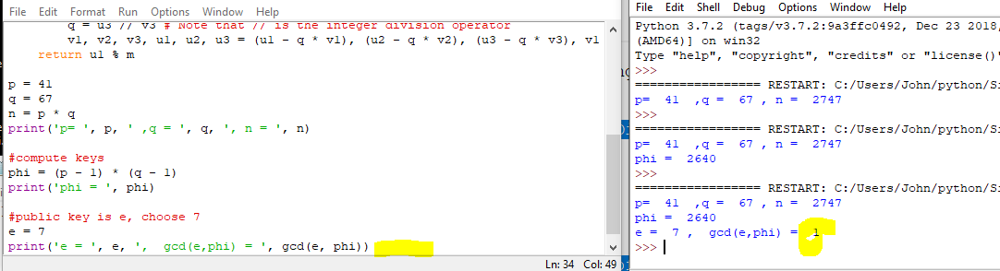 File Edit Format Run Options Window Help
q = u3 // v3 # Note that // is the integer division operator
v1, v2, v3, u1, u2, u3 = (u1 - q * v1), (u2 - q * v2), (u3 - q * v3), v1
return u1 % m
p = 41
q = 67
n = p * q
print('p= ', p, ' ,q = ', q, ', n = ', n)
#compute keys
phi = (p - 1) * (q - 1)
print('phi = ', phi)
#public key is e, choose 7
e = 7
print('e = ', e, ',  gcd(e,phi) = ', gcd(e, phi))
Ln: 34 Col: 49
File Edit Shell Debug Options Window Help
Python 3.7.2 (tags/v3.7.2:9a3ffc0492, Dec 23 2018,
(AMD64)] on win32
Type "help", "copyright", "credits" or "license()"
>>>
================= RESTART: C:/Users/John/python/Si
p=  41  ,q =  67 , n =  2747
>>>
================= RESTART: C:/Users/John/python/Si
p=  41  ,q =  67 , n =  2747
phi =  2640
>>>
================= RESTART: C:/Users/John/python/Si
p=  41  ,q =  67 , n =  2747
phi =  2640
e =  7 ,  gcd(e,phi) =  1
>>>